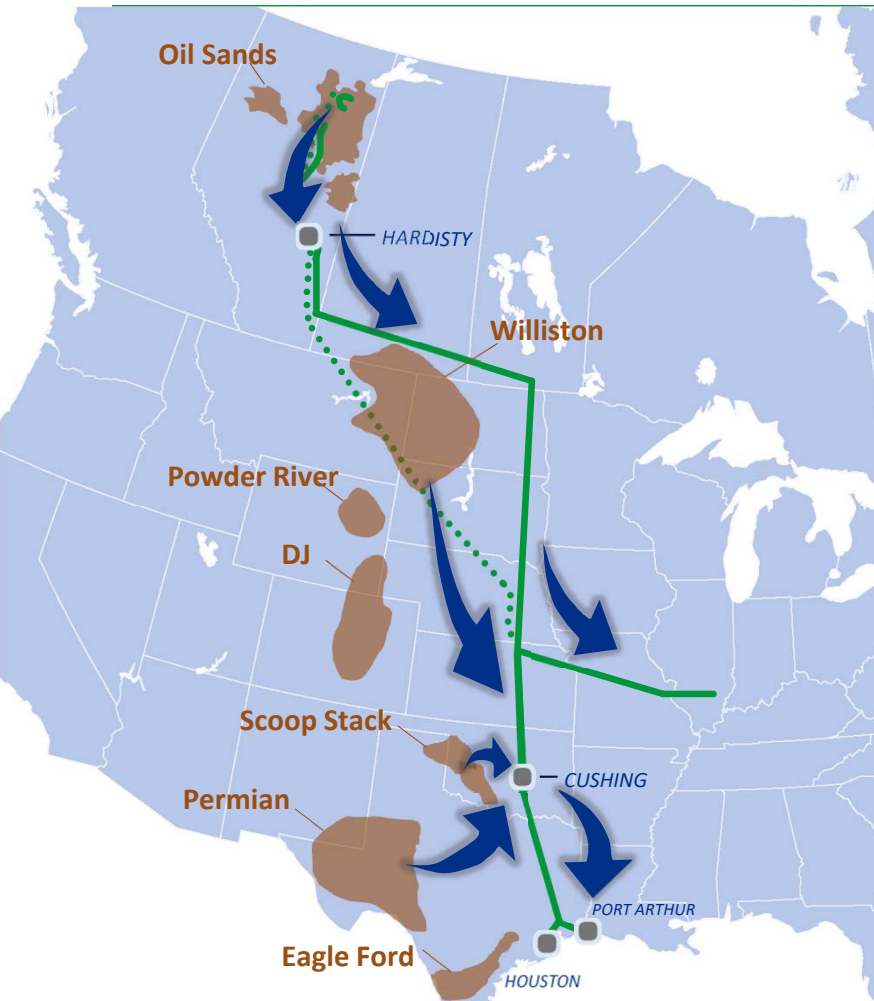 Oil Sands
HARDISTY
Williston
Powder River
DJ
Scoop Stack
CUSHING
Permian
PORT ARTHUR
Eagle Ford
HOUSTON